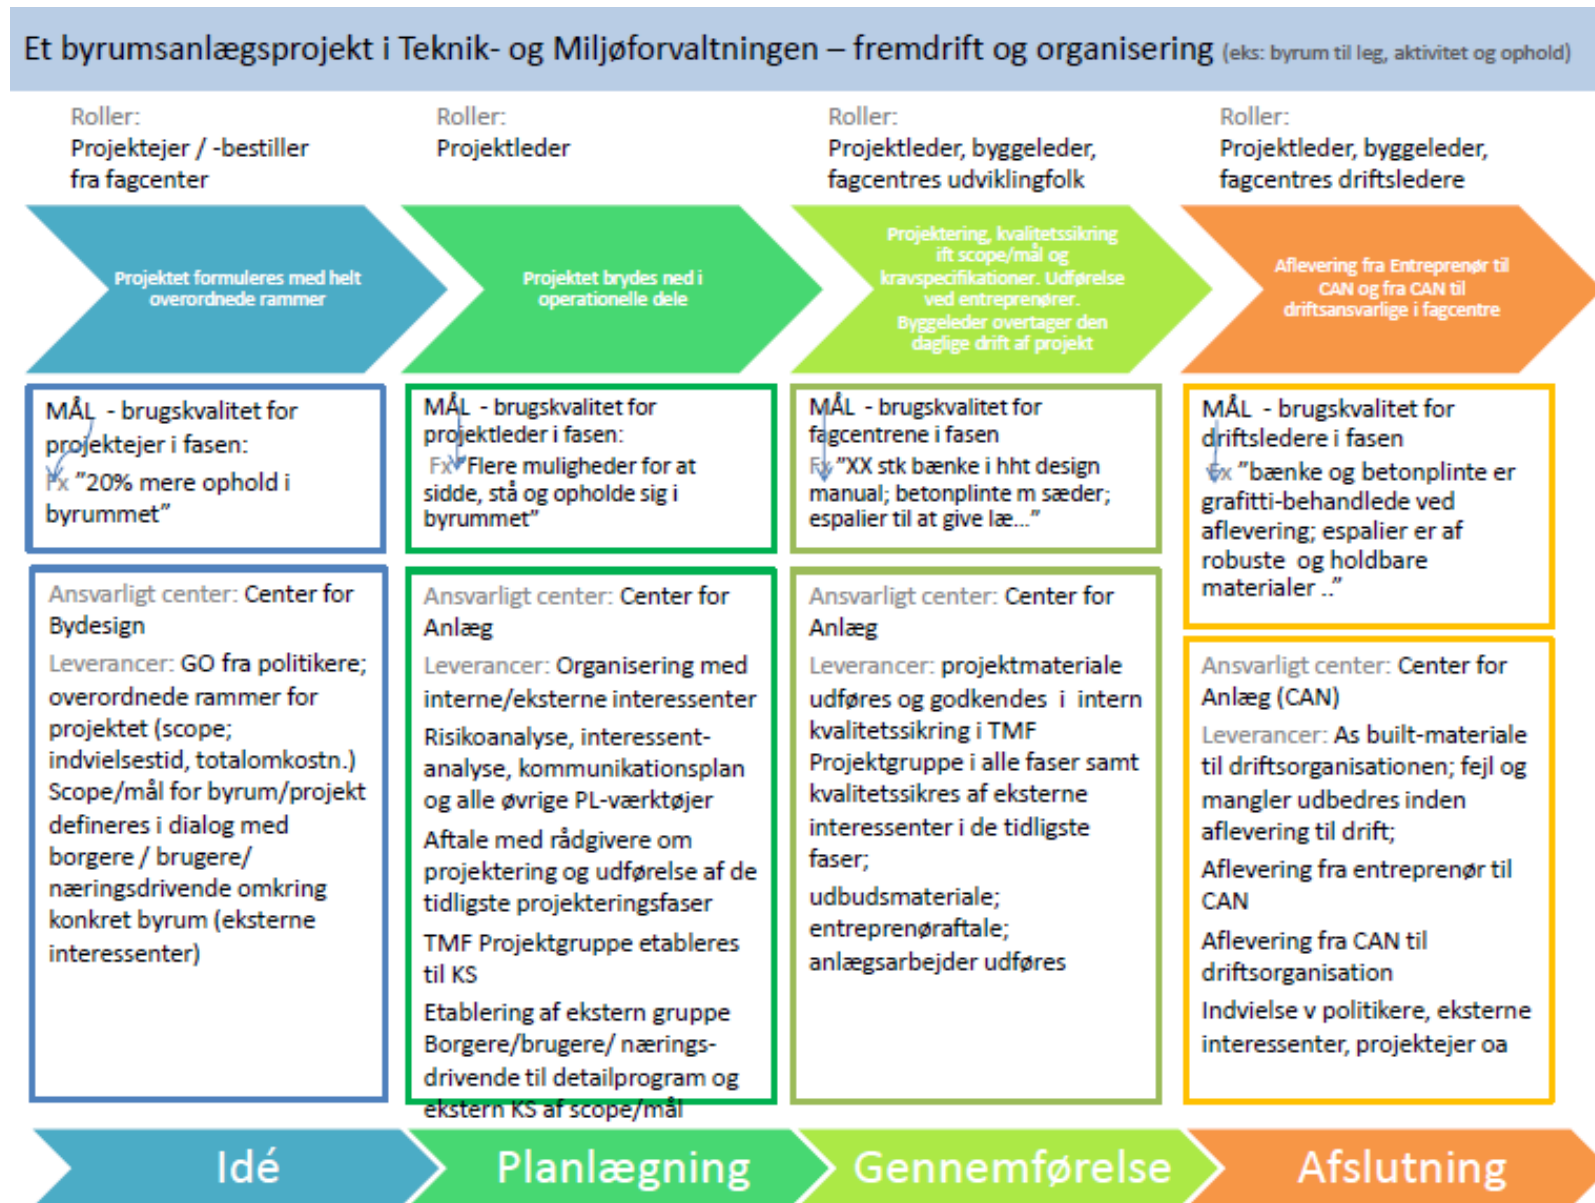 Et byrumsanlægsprojekt i Teknik- og Miljøforvaltningen – fremdrift og organisering (eks: byrum til leg, aktivitet og ophold)
Roller:
Projektejer / -bestiller
fra fagcenter
Roller:
Projektleder
Roller:
Projektleder, byggeleder,
fagcentres udviklingfolk
Roller:
Projektleder, byggeleder,
fagcentres driftsledere
Projektet formuleres med helt
overordnede rammer
Projektet brydes ned i
operationelle dele
Projektering, kvalitetssikring
ift scope/mål og
kravspecifikationer. Udførelse
ved entreprenører.
Byggeleder overtager den
daglige drift af projekt
Aflevering fra Entreprenør til
CAN og fra CAN til
driftsansvarlige i fagcentre
MÅL - brugskvalitet for
projektejer i fasen:
Fx "20% mere ophold i
byrummet"
MÅL - brugskvalitet for
projektleder i fasen:
Fx "Flere muligheder for at
sidde, stå og opholde sig i
byrummet"
MÅL - brugskvalitet for
fagcentrene i fasen
Fx "XX stk bænke i hht design
manual; betonplinte m sæder;
espalier til at give læ..."
MÅL - brugskvalitet for
driftsledere i fasen
Fx "bænke og betonplinte er
grafitti-behandlede ved
aflevering; espalier er af
robuste og holdbare
materialer .."
Ansvarligt center: Center for
Bydesign
Leverancer: GO fra politikere;
overordnede rammer for
projektet (scope;
indvielsestid, totalomkostn.)
Scope/mål for byrum/projekt
defineres i dialog med
borgere / brugere/
næringsdrivende omkring
konkret byrum (eksterne
interessenter)
Ansvarligt center: Center for
Anlæg
Leverancer: Organisering med
interne/eksterne interessenter
Risikoanalyse, interessent-
analyse, kommunikationsplan
og alle øvrige PL-værktøjer
Aftale med rådgivere om
projektering og udførelse af de
tidligste projekteringsfaser
TMF Projektgruppe etableres
til KS
Etablering af ekstern gruppe
Borgere/brugere/ nærings-
drivende til detailprogram og
ekstern KS af scope/mål
Ansvarligt center: Center for
Anlæg
Leverancer: projektmateriale
udføres og godkendes i intern
kvalitetssikring i TMF
Projektgruppe i alle faser samt
kvalitetssikres af eksterne
interessenter i de tidligste
faser;
udbudsmateriale;
entreprenøraftale;
anlægsarbejder udføres
Ansvarligt center: Center for
Anlæg (CAN)
Leverancer: As built-materiale
til driftsorganisationen; fejl og
mangler udbedres inden
aflevering til drift;
Aflevering fra entreprenør til
CAN
Aflevering fra CAN til
driftsorganisation
Indvielse v politikere, eksterne
interessenter, projektejer oa
Idé
Planlægning
Gennemførelse
Afslutning